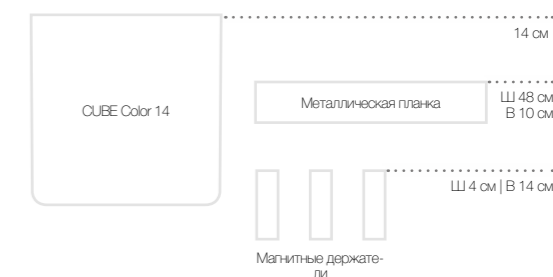 14 см
CUBE Color 14
Металлическая планка
Ш 48 см
В 10 см
Ш 4 см | В 14 см
Магнитные держате-
ли